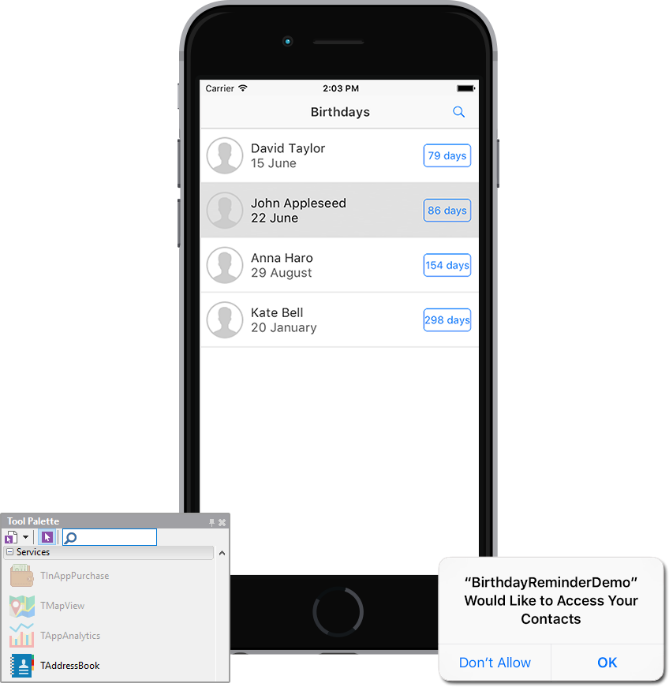 Carrier 2:03 PM
Birthdays
David Taylor
15 June
79 days
John Appleseed
22 June
86 days
Anna Haro
29 August
154 days
Kate Bell
20 January
298 days
Tool Palette
Services
TInAppPurchase
TMapView
TAppAnalytics
TAddressBook
“BirthdayReminderDemo”
Would Like to Access Your
Contacts
Don’t Allow OK